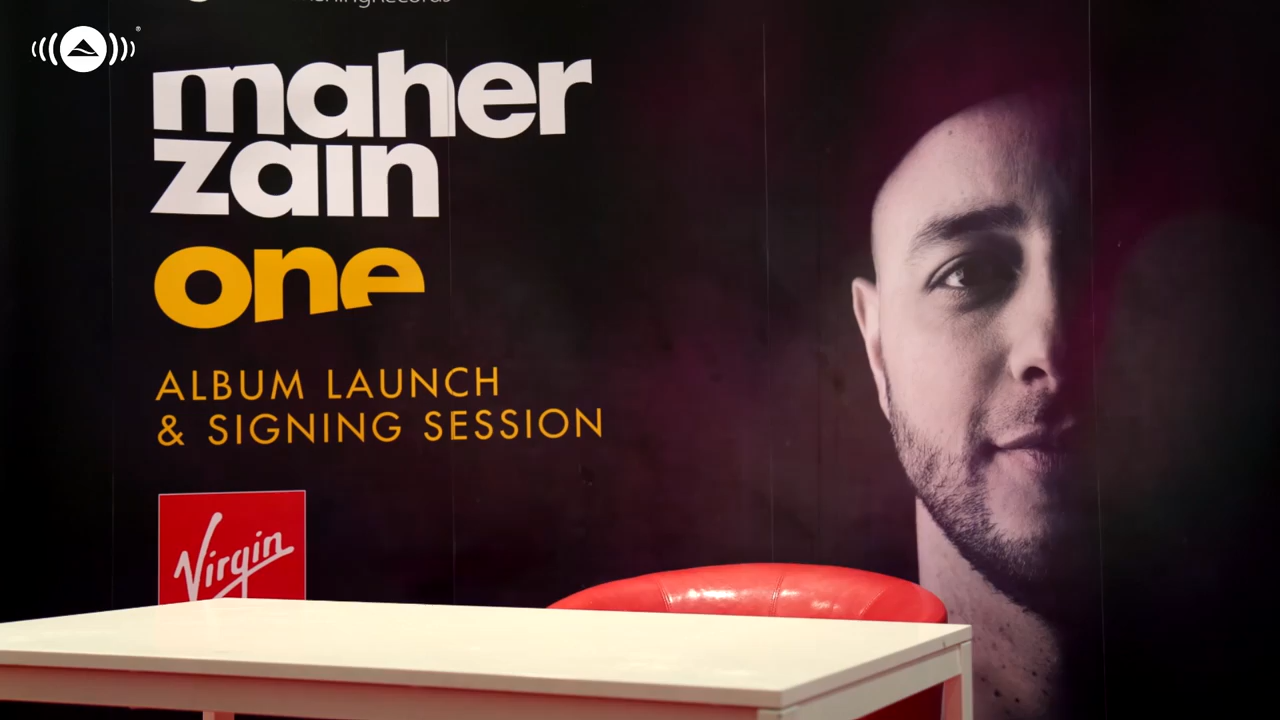 maher
zain
one
ALBUM LAUNCH
& SIGNING SESSION
Virgin